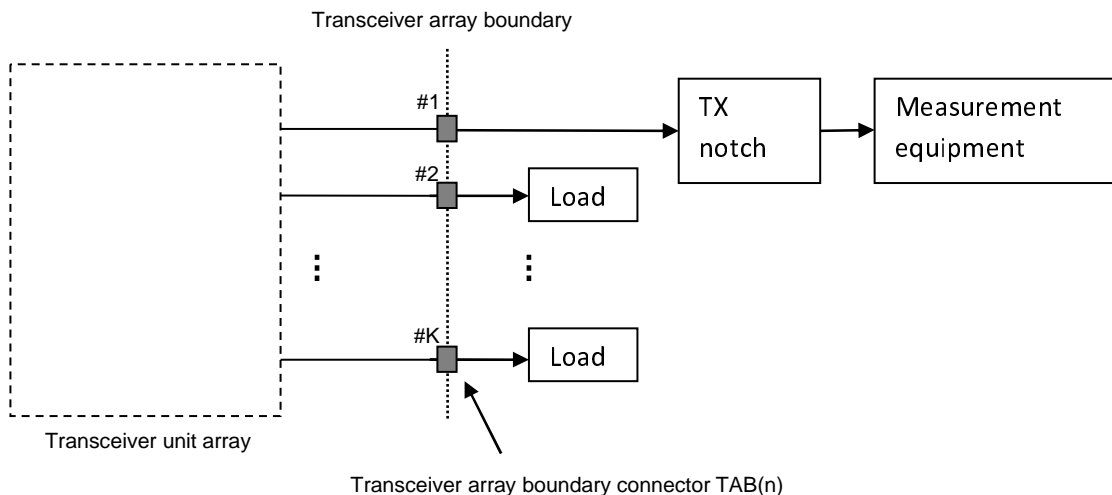 Transceiver array boundary
#1
TX
notch
Measurement
equipment
#2
Load
#K
Load
Transceiver unit array
Transceiver array boundary connector TAB(n)